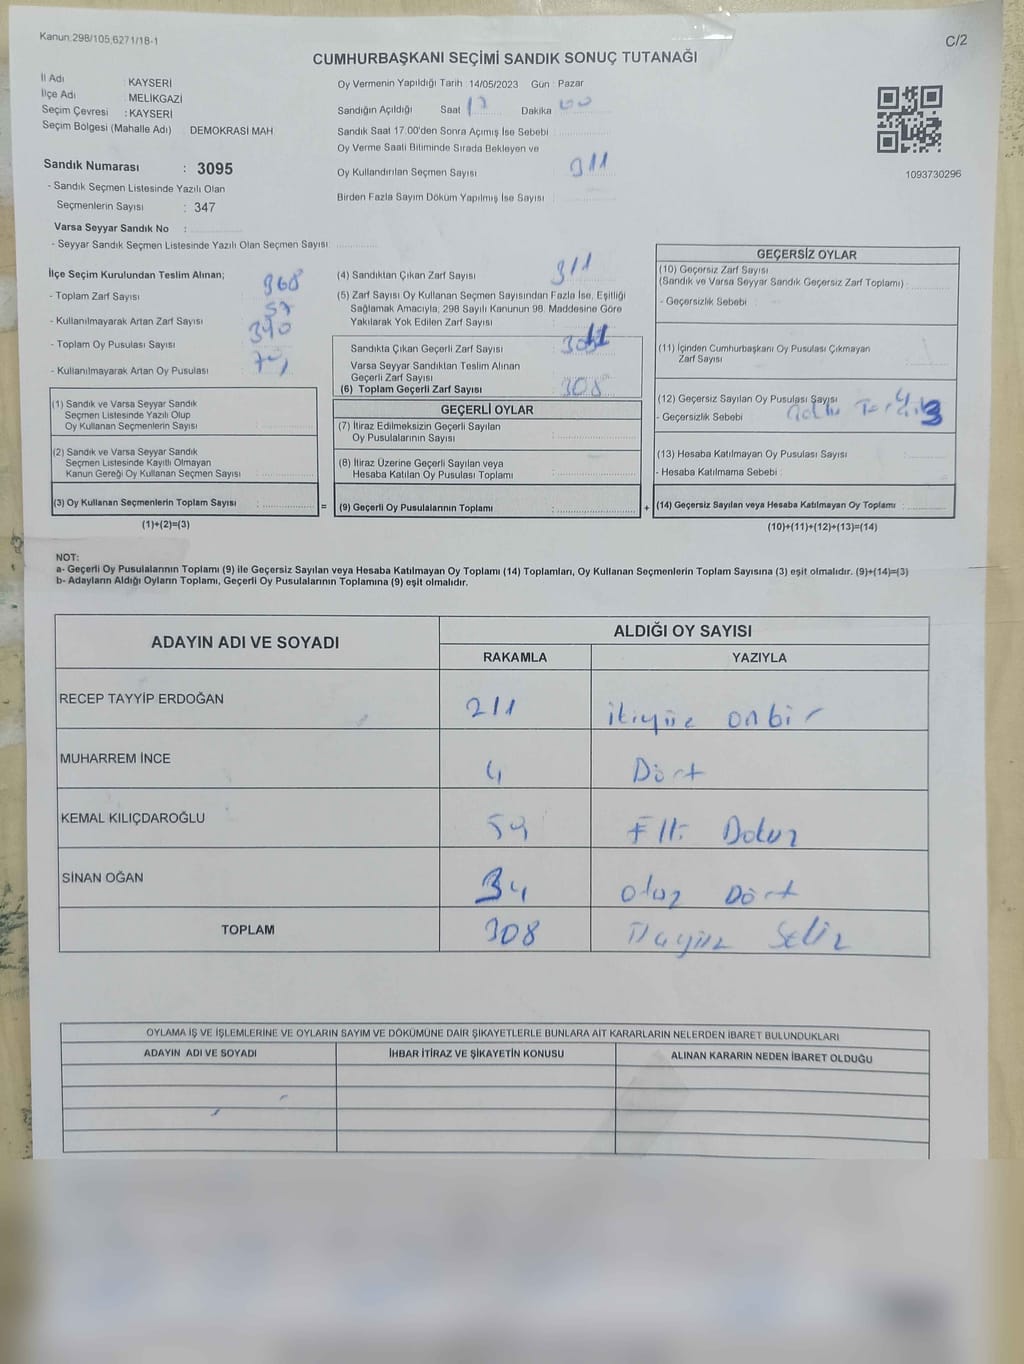 Kanun 298/105,6271/18-1
C/2
CUMHURBAŞKANI SEÇİMİ SANDIK SONUÇ TUTANAĞI
İl Adı : KAYSERİ
İlçe Adı : MELİKGAZİ
Seçim Çevresi : KAYSERİ
Seçim Bölgesi (Mahalle Adı) DEMOKRASİ MAH
Sandık Numarası : 3095
- Sandık Seçmen Listesinde Yazılı Olan
Seçmenlerin Sayısı : 347
Varsa Seyyar Sandık No :
- Seyyar Sandık Seçmen Listesinde Yazılı Olan Seçmen Sayısı
Oy Vermenin Yapıldığı Tarih : 14/05/2023 Gün : Pazar
Sandığın Açıldığı Saat 17 Dakika 00
Sandık Saat 17.00'den Sonra Açımış İse Sebebi
Oy Verme Saati Bitiminde Sırada Bekleyen ve
Oy Kullandırılan Seçmen Sayısı 311
Birden Fazla Sayım Döküm Yapılmış İse Sayısı :
1093730296
İlçe Seçim Kurulundan Teslim Alınan;
- Toplam Zarf Sayısı 368
- Kullanılmayarak Artan Zarf Sayısı 57
- Toplam Oy Pusulası Sayısı
- Kullanılmayarak Artan Oy Pusulası
(4) Sandıktan Çıkan Zarf Sayısı : 311
(5) Zarf Sayısı Oy Kullanan Seçmen Sayısından Fazla İse, Eşitliği
Sağlamak Amacıyla, 298 Sayılı Kanunun 98. Maddesine Göre
Yakılarak Yok Edilen Zarf Sayısı
Sandıkta Çıkan Geçerli Zarf Sayısı :
Varsa Seyyar Sandıktan Teslim Alınan
Geçerli Zarf Sayısı
(6) Toplam Geçerli Zarf Sayısı : 308
GEÇERSİZ OYLAR
(10) Geçersiz Zarf Sayısı
(Sandık ve Varsa Seyyar Sandık Geçersiz Zarf Toplamı)
- Geçersizlik Sebebi
(11) İçinden Cumhurbaşkanı Oy Pusulası Çıkmayan
Zarf Sayısı
(12) Geçersiz Sayılan Oy Pusulası Sayısı
- Geçersizlik Sebebi 3
(13) Hesaba Katılmayan Oy Pusulası Sayısı
- Hesaba Katılmama Sebebi :
(14) Geçersiz Sayılan veya Hesaba Katılmayan Oy Toplamı :
(10)+(11)+(12)+(13)=(14)
(1) Sandık ve Varsa Seyyar Sandık
Seçmen Listesinde Yazılı Olup
Oy Kullanan Seçmenlerin Sayısı :
(2) Sandık ve Varsa Seyyar Sandık
Seçmen Listesinde Kayıtlı Olmayan
Kanun Gereği Oy Kullanan Seçmen Sayısı :
(3) Oy Kullanan Seçmenlerin Toplam Sayısı : =
(1)+(2)=(3)
GEÇERLİ OYLAR
(7) İtiraz Edilmeksizin Geçerli Sayılan
Oy Pusulalarının Sayısı :
(8) İtiraz Üzerine Geçerli Sayılan veya
Hesaba Katılan Oy Pusulası Toplamı :
(9) Geçerli Oy Pusulalarının Toplamı : +
NOT:
a- Geçerli Oy Pusulalarının Toplamı (9) ile Geçersiz Sayılan veya Hesaba Katılmayan Oy Toplamı (14) Toplamları, Oy Kullanan Seçmenlerin Toplam Sayısına (3) eşit olmalıdır. (9)+(14)=(3)
b- Adayların Aldığı Oyların Toplamı, Geçerli Oy Pusulalarının Toplamına (9) eşit olmalıdır.
ADAYIN ADI VE SOYADI ALDIĞI OY SAYISI
RAKAMLA YAZIYLA
RECEP TAYYİP ERDOĞAN 211 ikiyüz onbir
MUHARREM İNCE 4 Dört
KEMAL KILIÇDAROĞLU 59 Elli Dokuz
SİNAN OĞAN 34 otuz Dört
TOPLAM 308
OYLAMA İŞ VE İŞLEMLERİNE VE OYLARIN SAYIM VE DÖKÜMÜNE DAİR ŞİKAYETLERLE BUNLARA AİT KARARLARIN NELERDEN İBARET BULUNDUKLARI
ADAYIN ADI VE SOYADI İHBAR İTİRAZ VE ŞİKAYETİN KONUSU ALINAN KARARIN NEDEN İBARET OLDUĞU